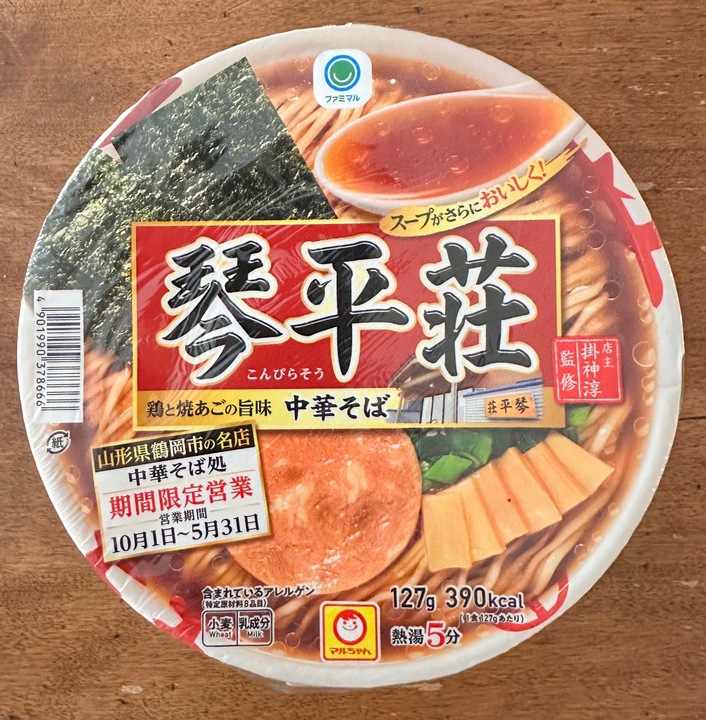 ファミマル
スープがさらにおいしく!
琴平荘
こんぴらそう
鶏と焼あごの旨味 中華そば
荘平琴
店主
掛神淳
監修
4 901990 378666
紙
山形県鶴岡市の名店
中華そば処
期間限定営業
営業期間
10月1日~5月31日
含まれているアレルゲン
(特定原材料8品目)
小麦 乳成分
Wheat Milk
マルちゃん
127g 390kcal
(1食127gあたり)
熱湯5分